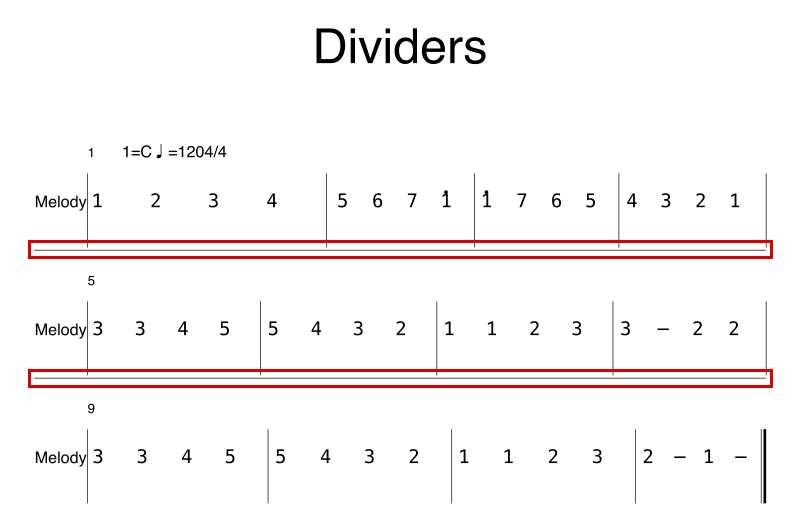 Dividers
1 1=C♩=1204/4
Melody 1 2 3 4 5 6 7 1̇ 1̇ 7 6 5 4 3 2 1
5
Melody 3 3 4 5 5 4 3 2 1 1 2 3 3 – 2 2
9
Melody 3 3 4 5 5 4 3 2 1 1 2 3 2 – 1 –